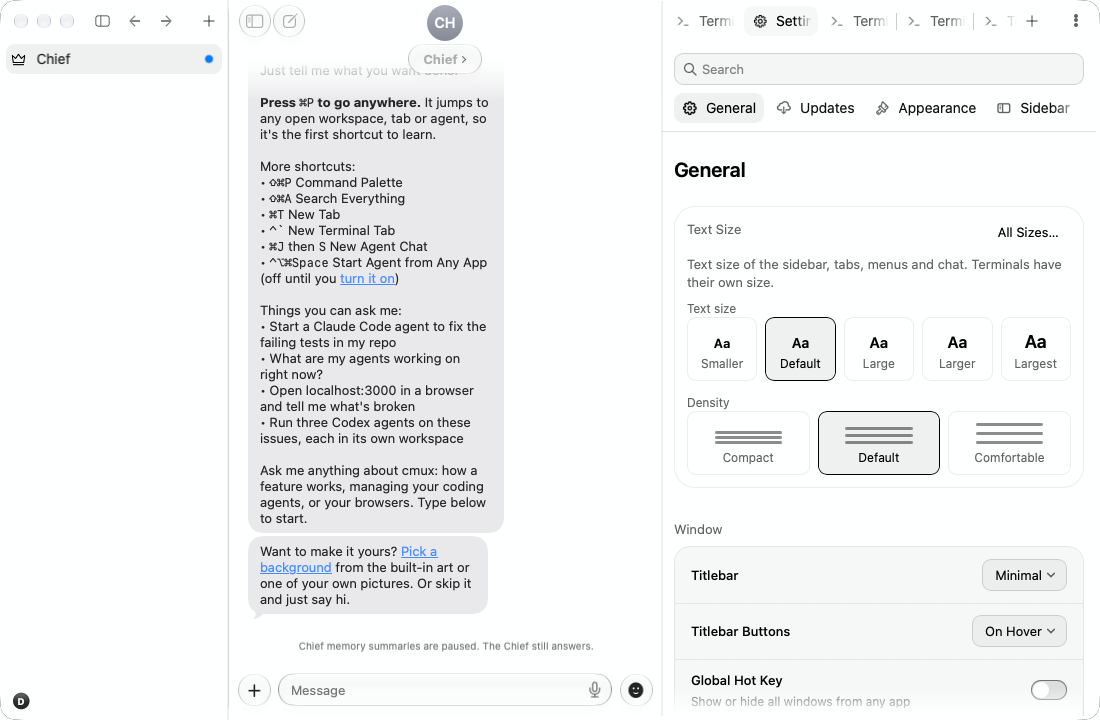 Chief
CH
Chief
Just tell me what you want done.
Press ⌘P to go anywhere. It jumps to
any open workspace, tab or agent, so
it's the first shortcut to learn.
More shortcuts:
• ⇧⌘P Command Palette
• ⇧⌘A Search Everything
• ⌘T New Tab
• ^` New Terminal Tab
• ⌘J then S New Agent Chat
• ^⌥⌘Space Start Agent from Any App
(off until you turn it on)
Things you can ask me:
• Start a Claude Code agent to fix the
failing tests in my repo
• What are my agents working on
right now?
• Open localhost:3000 in a browser
and tell me what's broken
• Run three Codex agents on these
issues, each in its own workspace
Ask me anything about cmux: how a
feature works, managing your coding
agents, or your browsers. Type below
to start.
Want to make it yours? Pick a
background from the built-in art or
one of your own pictures. Or skip it
and just say hi.
Chief memory summaries are paused. The Chief still answers.
Message
D
Termi Settin Termi Termi T
Search
General Updates Appearance Sidebar
General
Text Size All Sizes...
Text size of the sidebar, tabs, menus and chat. Terminals have
their own size.
Text size
Aa Aa Aa Aa Aa
Smaller Default Large Larger Largest
Density
Compact Default Comfortable
Window
Titlebar Minimal
Titlebar Buttons On Hover
Global Hot Key
Show or hide all windows from any app